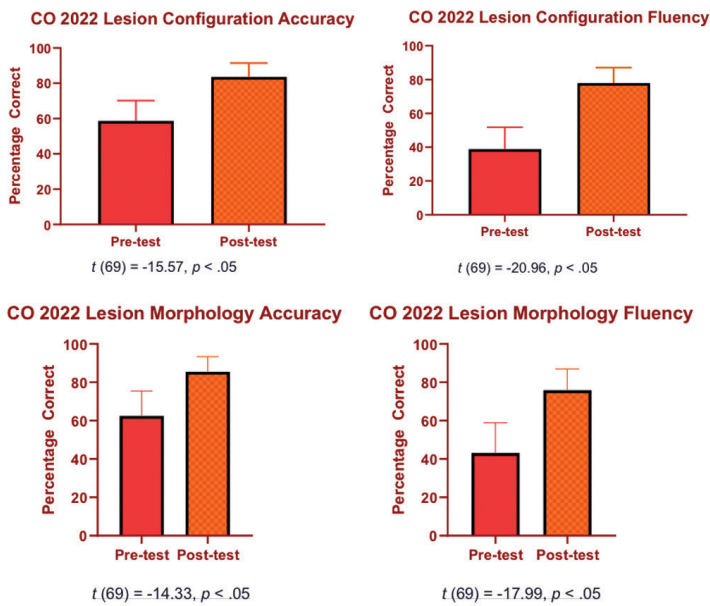 CO 2022 Lesion Configuration Accuracy
Percentage Correct
100
80
60
40
20
0
Pre-test Post-test
t (69) = -15.57, p < .05
CO 2022 Lesion Configuration Fluency
Percentage Correct
100
80
60
40
20
0
Pre-test Post-test
t (69) = -20.96, p < .05
CO 2022 Lesion Morphology Accuracy
Percentage Correct
100
80
60
40
20
0
Pre-test Post-test
t (69) = -14.33, p < .05
CO 2022 Lesion Morphology Fluency
Percentage Correct
100
80
60
40
20
0
Pre-test Post-test
t (69) = -17.99, p < .05